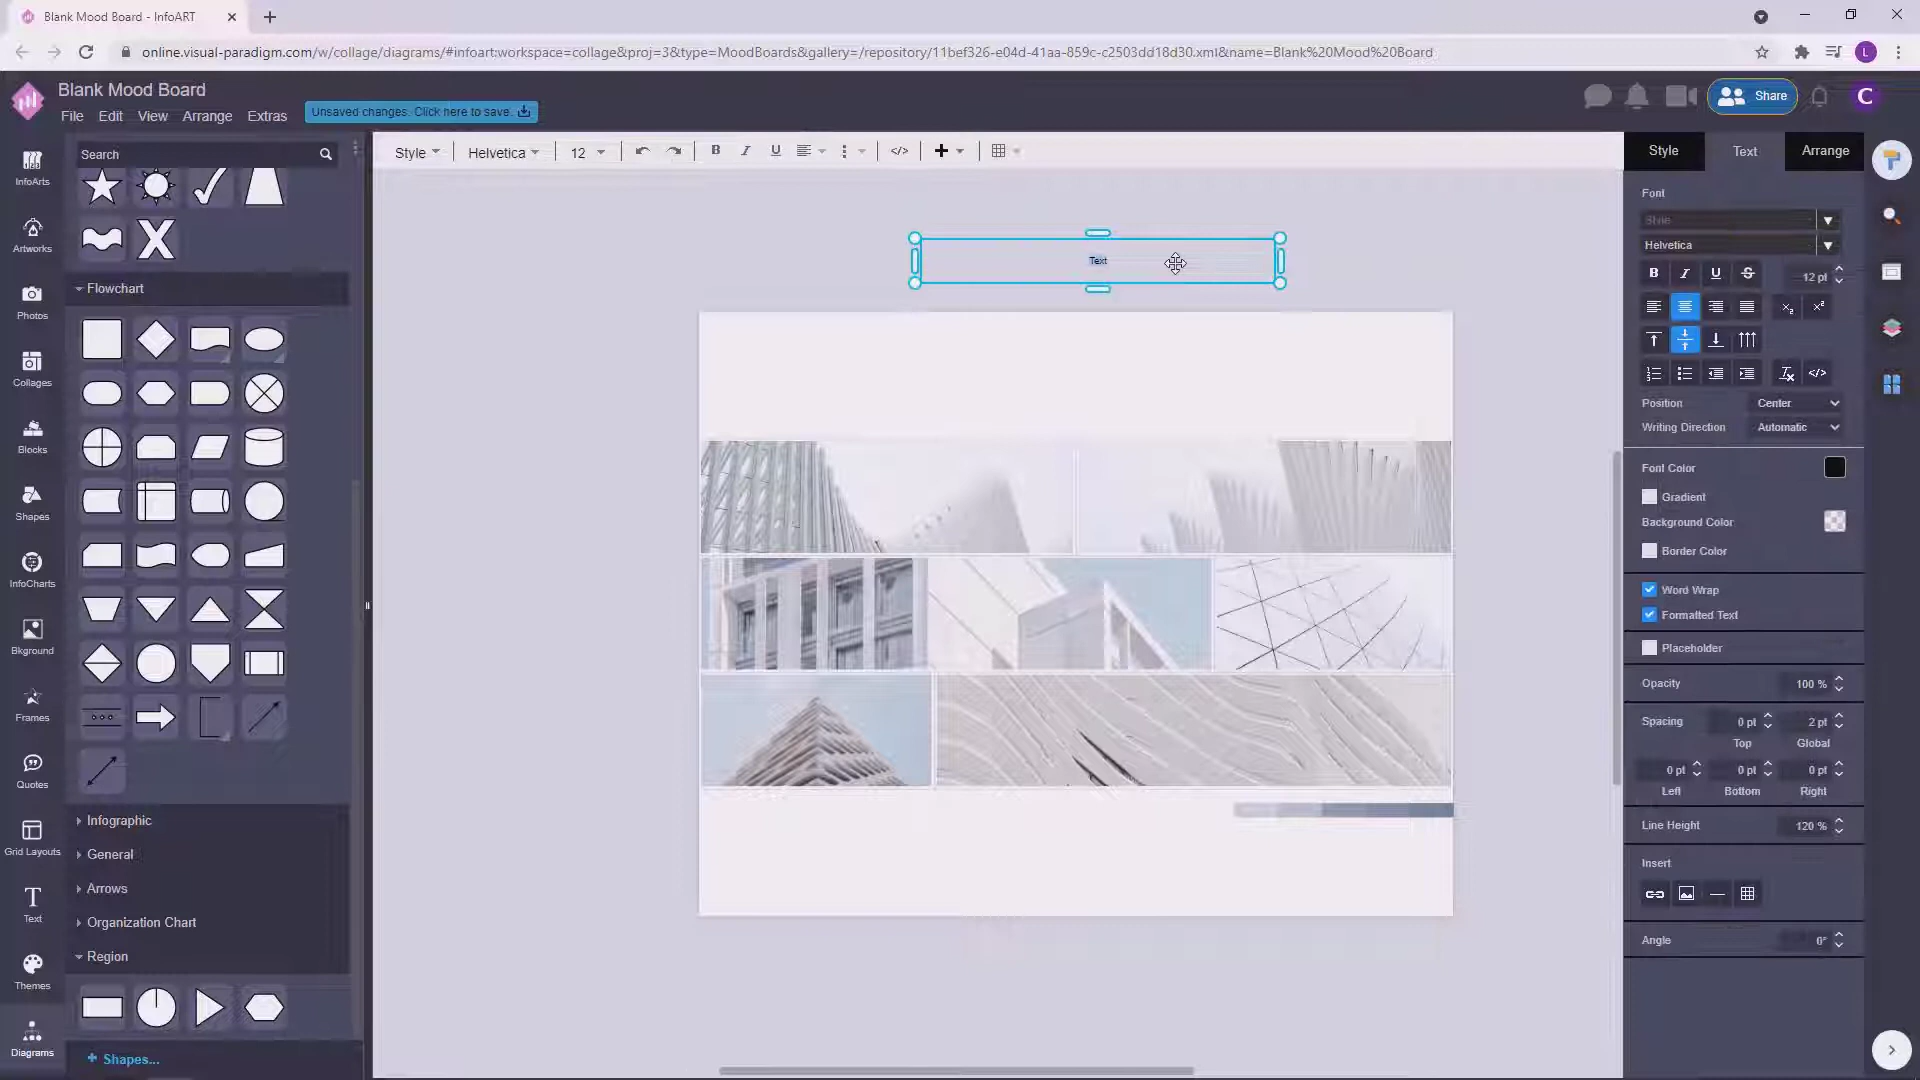 Blank Mood Board - InfoART
online.visual-paradigm.com/w/collage/diagrams/#infoart:workspace=collage&proj=3&type=MoodBoards&gallery=/repository/11bef326-e04d-41aa-859c-c2503dd18d30.xml&name=Blank%20Mood%20Board
L
Blank Mood Board
File Edit View Arrange Extras
Unsaved changes. Click here to save.
Share
C
Search
Style Helvetica 12 B I U
Style Text Arrange
InfoArts
Artworks
Photos
Collages
Blocks
Shapes
InfoCharts
Bkground
Frames
Quotes
Grid Layouts
Text
Themes
Diagrams
Flowchart
Infographic
General
Arrows
Organization Chart
Region
+ Shapes...
Text
Font
Style
Helvetica
B I U S 12 pt
Position Center
Writing Direction Automatic
Font Color
Gradient
Background Color
Border Color
Word Wrap
Formatted Text
Placeholder
Opacity 100 %
Spacing 0 pt 2 pt
Top Global
0 pt 0 pt 0 pt
Left Bottom Right
Line Height 120 %
Insert
Angle 0°